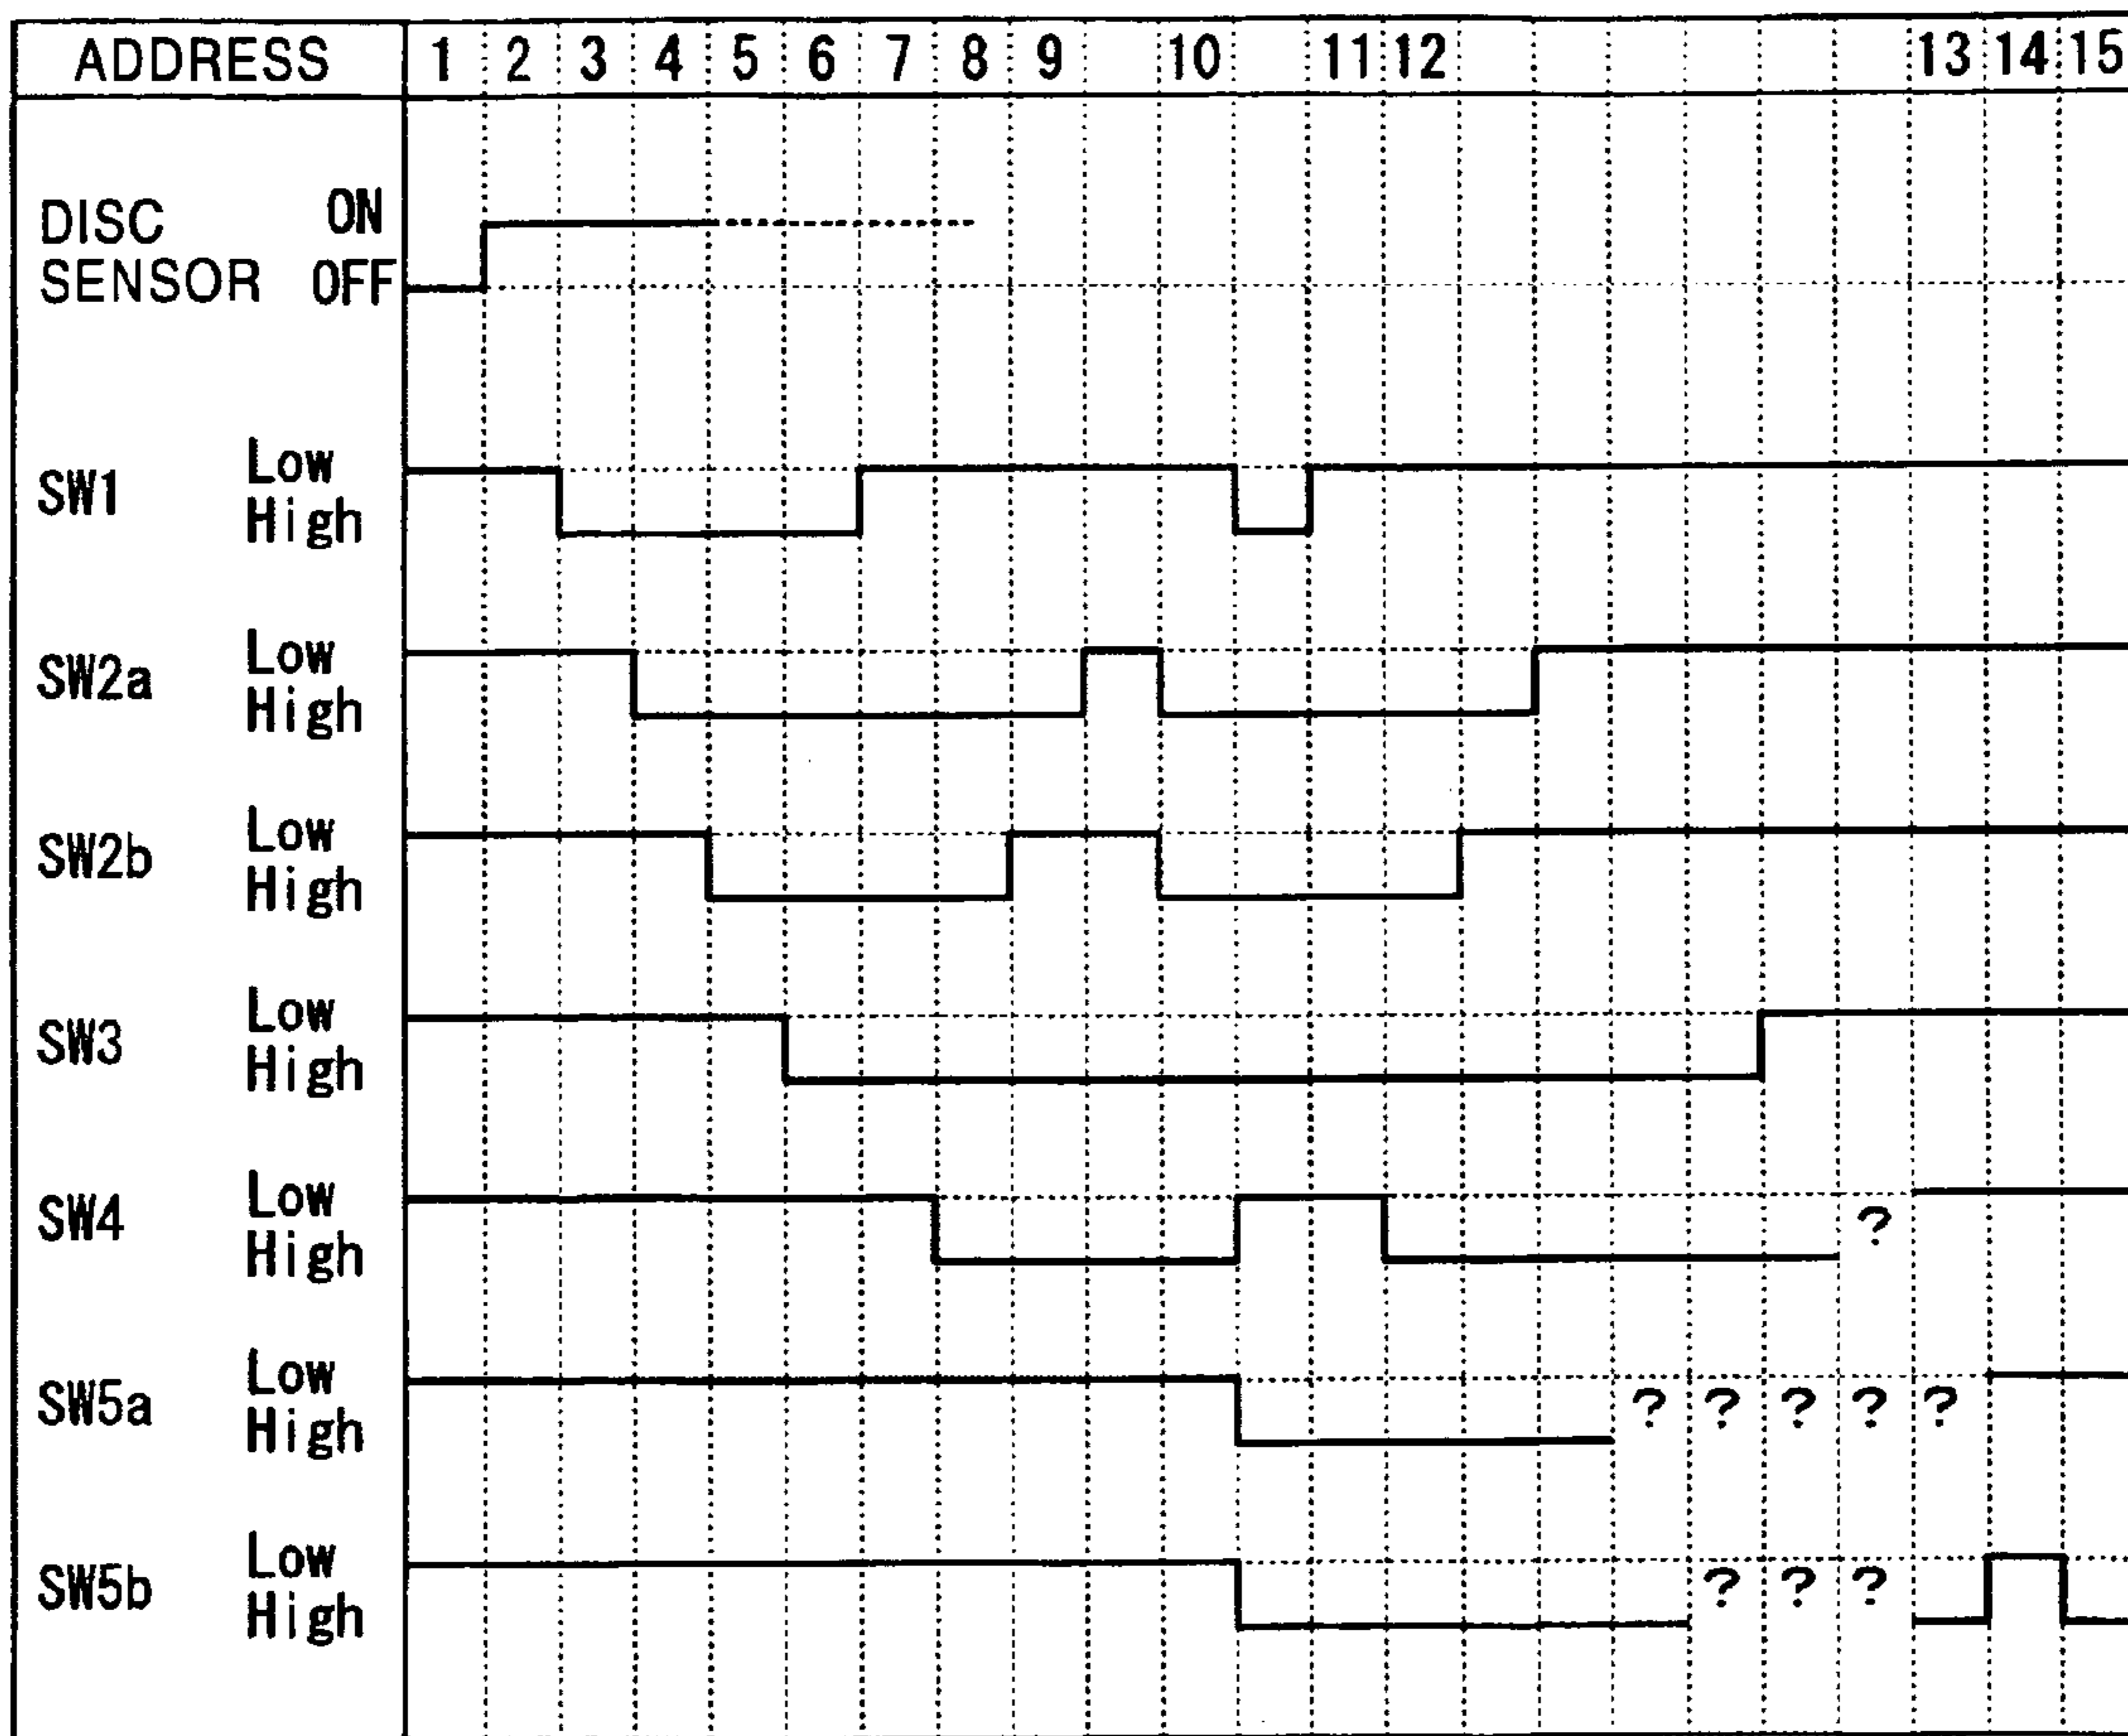 ADDRESS 1 2 3 4 5 6 7 8 9 10 11 12 13 14 15
DISC ON
SENSOR OFF
SW1 Low
High
SW2a Low
High
SW2b Low
High
SW3 Low
High
SW4 Low
High
?
SW5a Low
High
? ? ? ? ?
SW5b Low
High
? ? ?